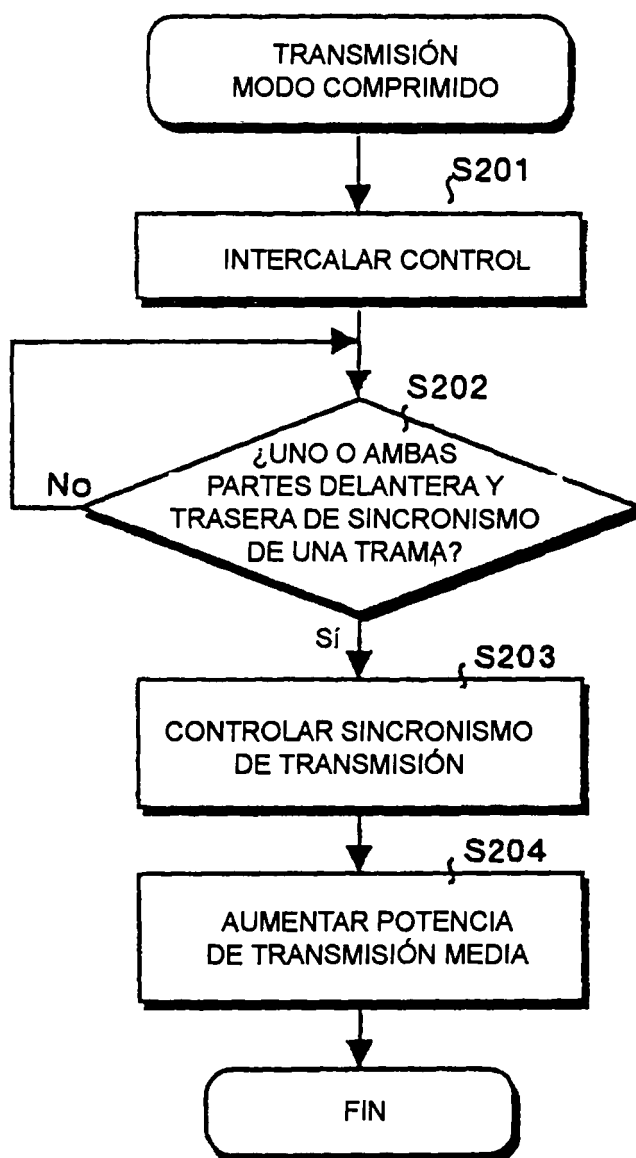 TRANSMISIÓN
MODO COMPRIMIDO
S201
INTERCALAR CONTROL
S202
¿UNO O AMBAS
PARTES DELANTERA Y
TRASERA DE SINCRONISMO
DE UNA TRAMA?
No
Sí
S203
CONTROLAR SINCRONISMO
DE TRANSMISIÓN
S204
AUMENTAR POTENCIA
DE TRANSMISIÓN MEDIA
FIN